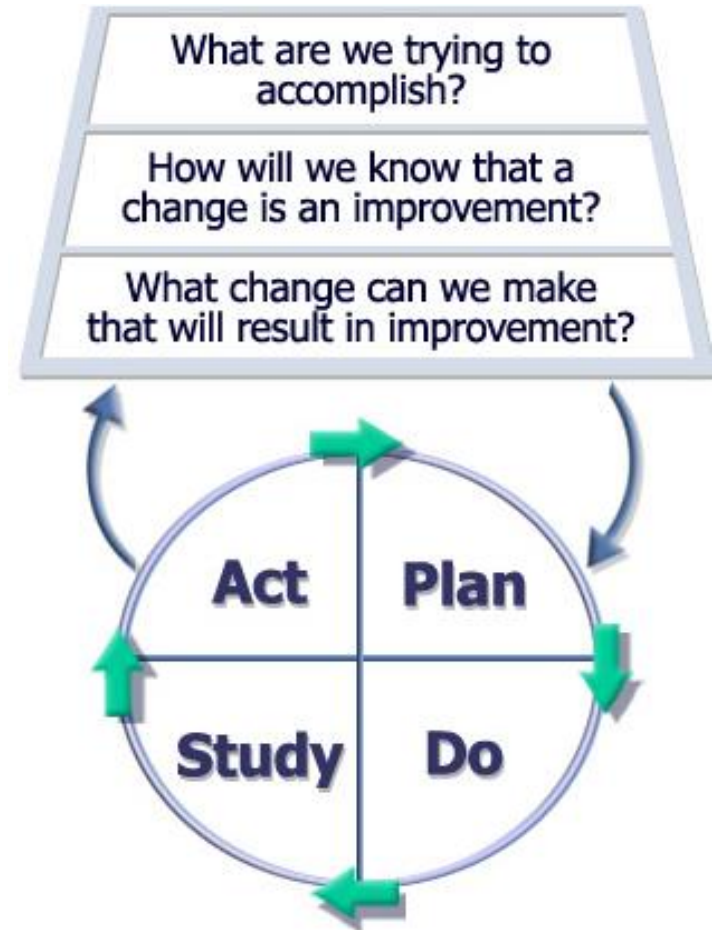 What are we trying to
accomplish?
How will we know that a
change is an improvement?
What change can we make
that will result in improvement?
Act
Plan
Study
Do